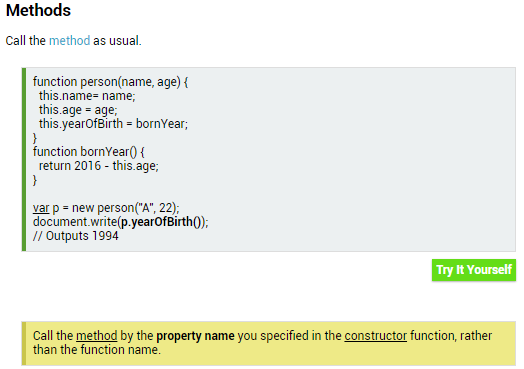 Methods
Call the method as usual.
function person(name, age) {
this.name= name;
this.age = age;
this.yearOfBirth = bornYear;
}
function bornYear() {
return 2016 - this.age;
}
var p = new person("A", 22);
document.write(p.yearOfBirth());
// Outputs 1994
Try It Yourself
Call the method by the property name you specified in the constructor function, rather
than the function name.